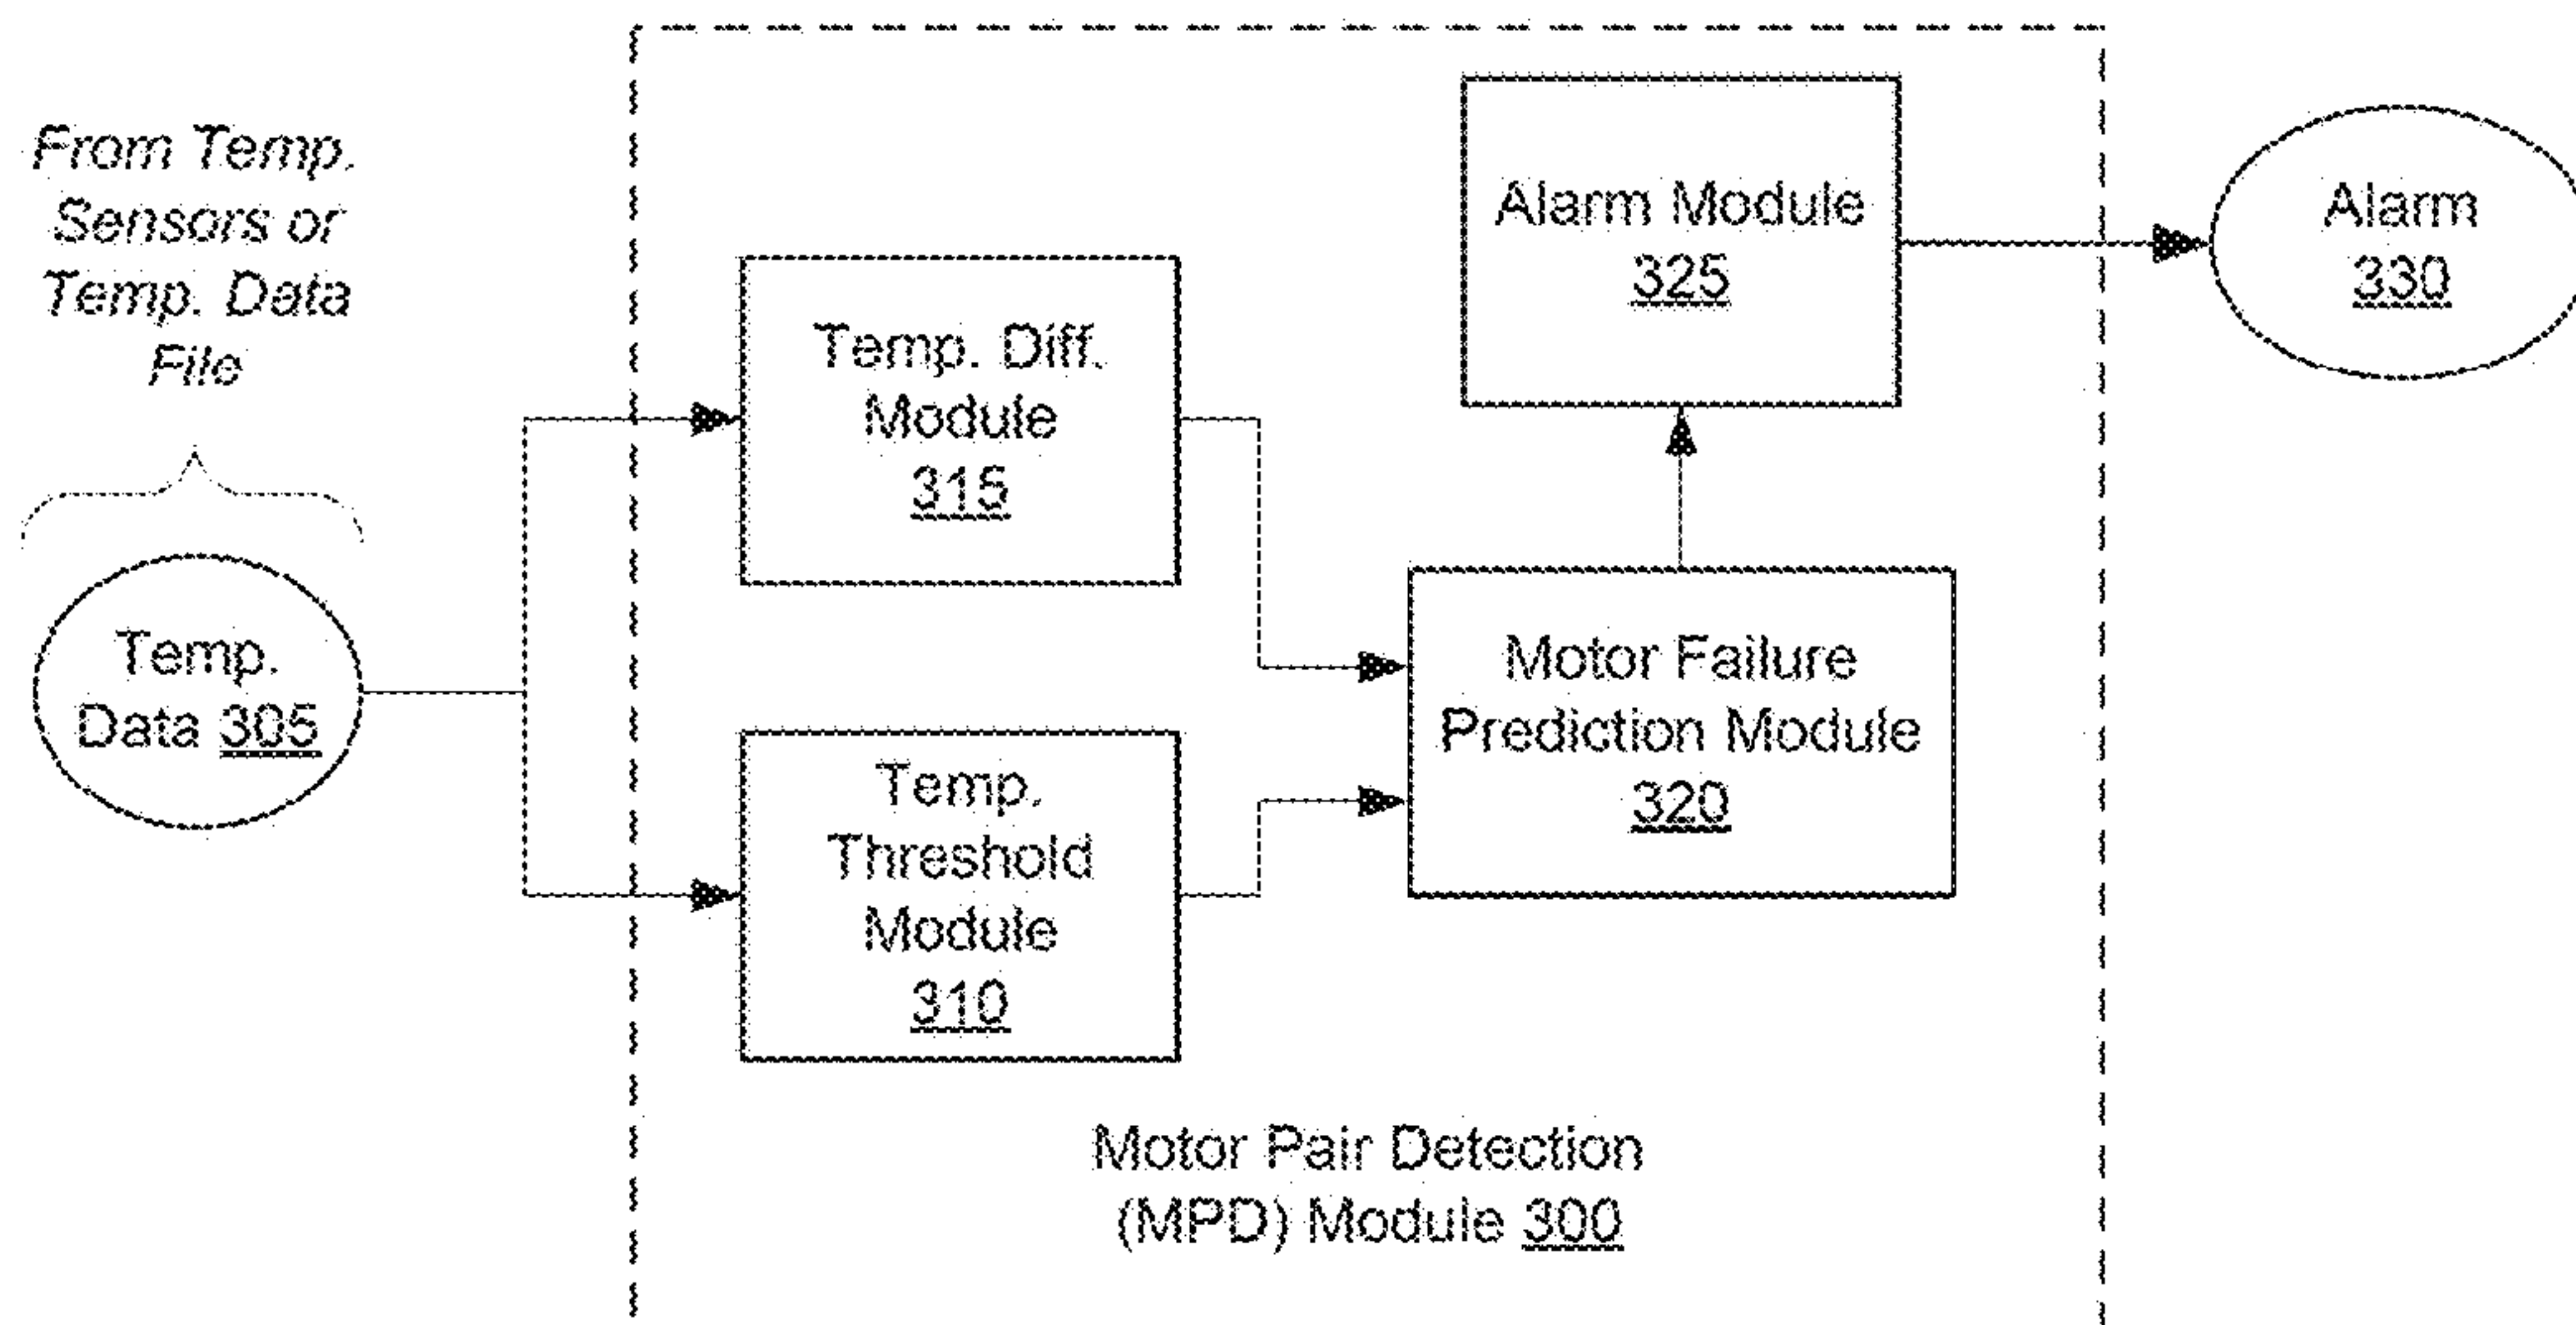 From Temp.
Sensors or
Temp. Data
File
Temp.
Data 305
Temp. Diff.
Module
315
Temp.
Threshold
Module
310
Alarm Module
325
Motor Failure
Prediction Module
320
Alarm
330
Motor Pair Detection
(MPD) Module 300